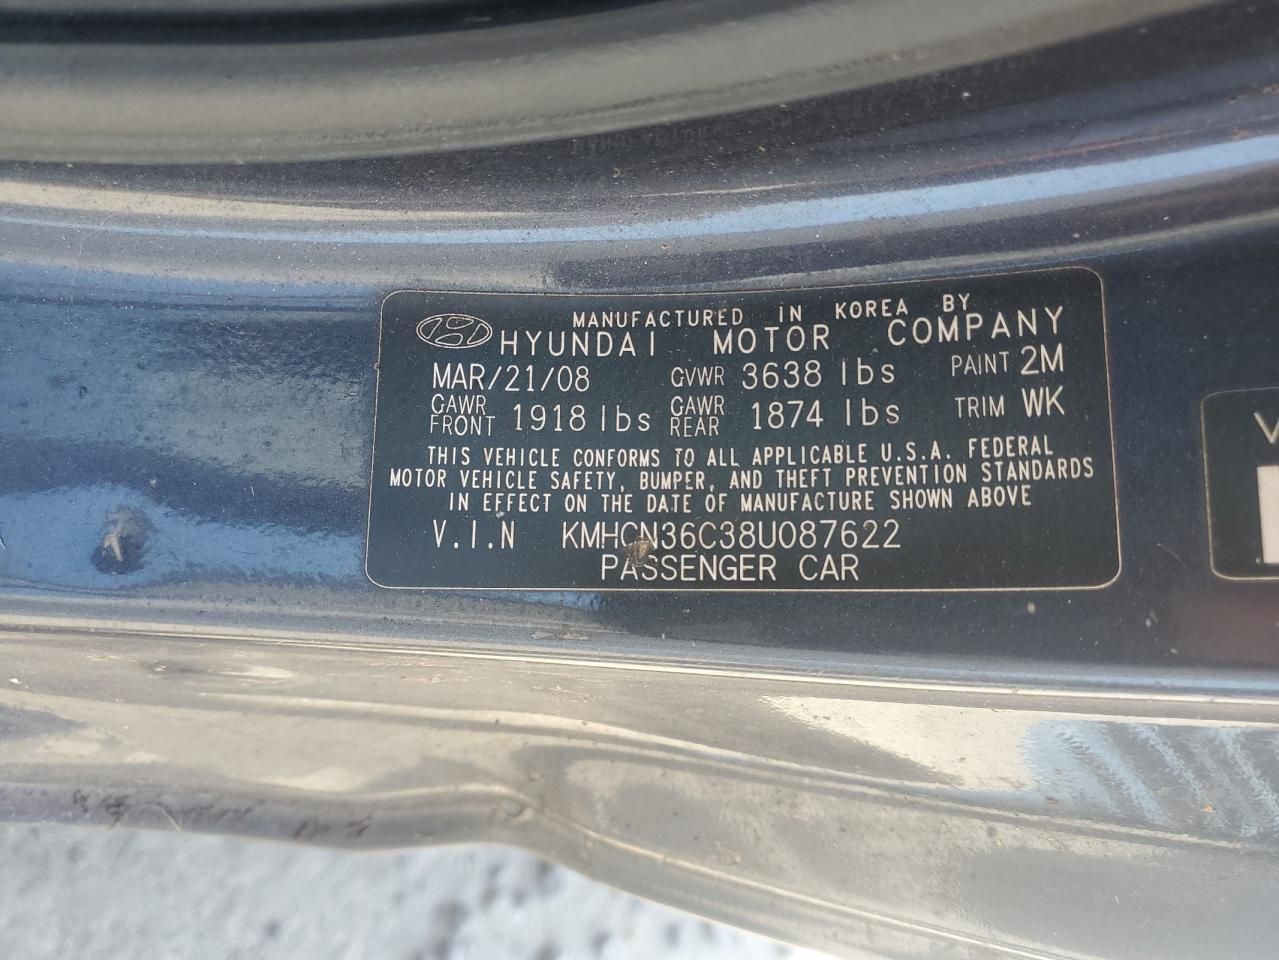 MANUFACTURED IN KOREA BY
HYUNDAI MOTOR COMPANY
MAR/21/08 GVWR 3638 lbs PAINT 2M
GAWR FRONT 1918 lbs GAWR REAR 1874 lbs TRIM WK
THIS VEHICLE CONFORMS TO ALL APPLICABLE U.S.A. FEDERAL
MOTOR VEHICLE SAFETY, BUMPER, AND THEFT PREVENTION STANDARDS
IN EFFECT ON THE DATE OF MANUFACTURE SHOWN ABOVE
V.I.N KMHCN36C38U087622
PASSENGER CAR
V